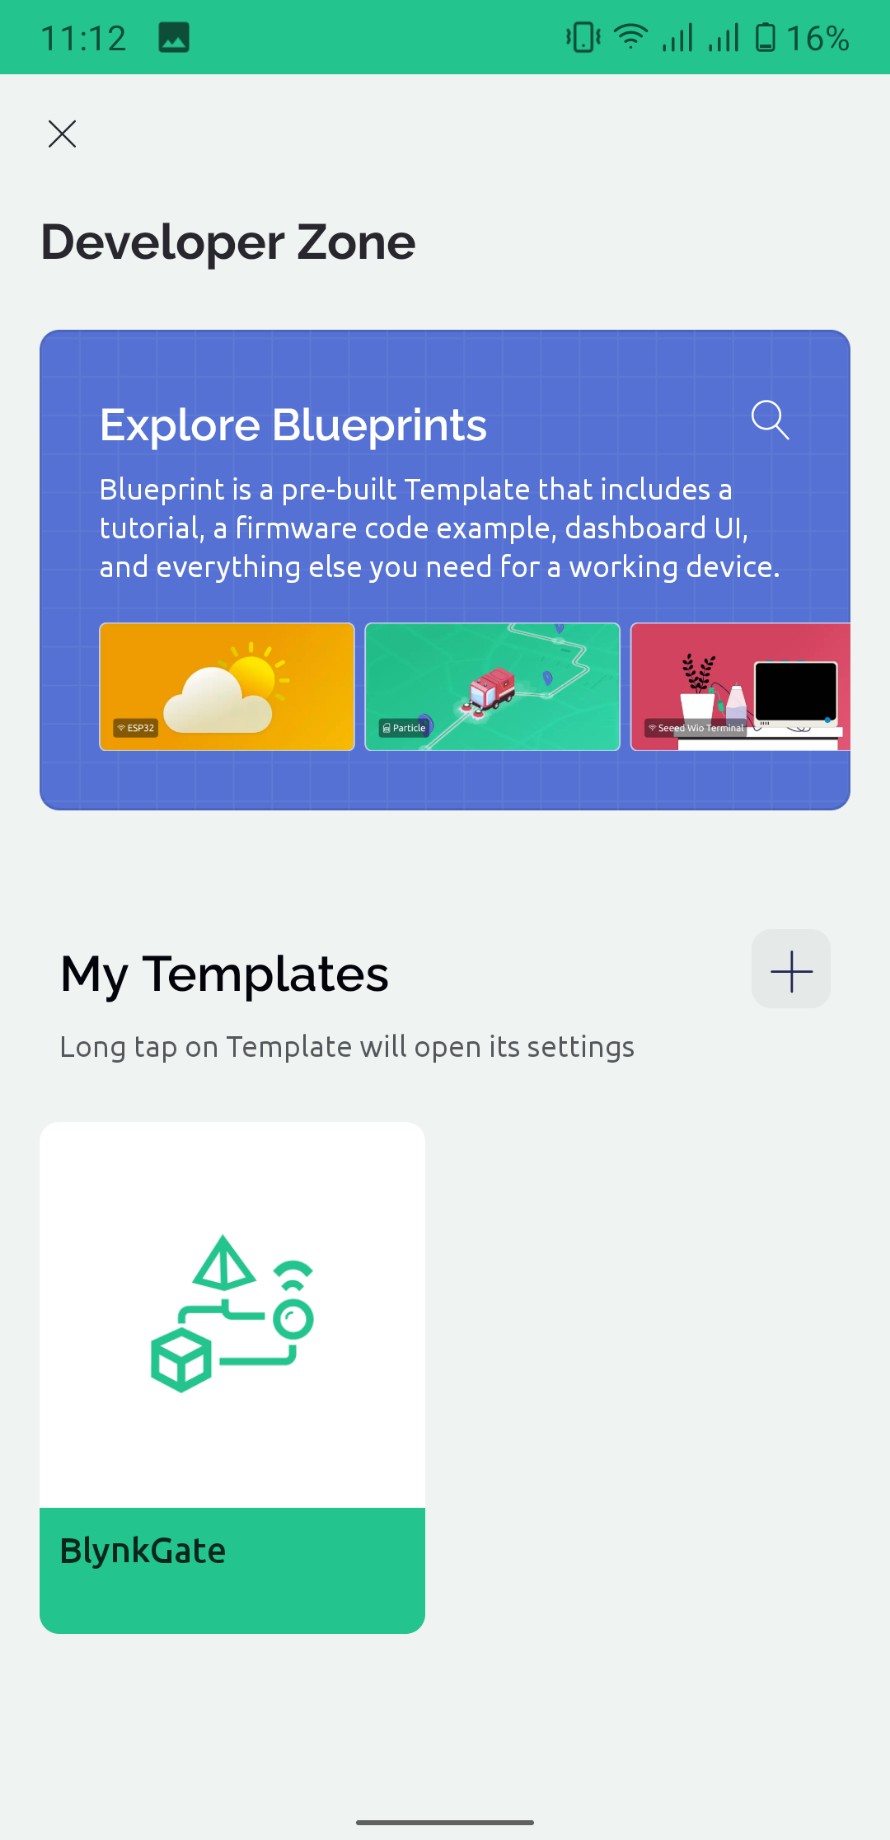 11:12
16%
Developer Zone
Explore Blueprints
Blueprint is a pre-built Template that includes a
tutorial, a firmware code example, dashboard UI,
and everything else you need for a working device.
ESP32
Particle
Seeed Wio Terminal
My Templates
Long tap on Template will open its settings
BlynkGate